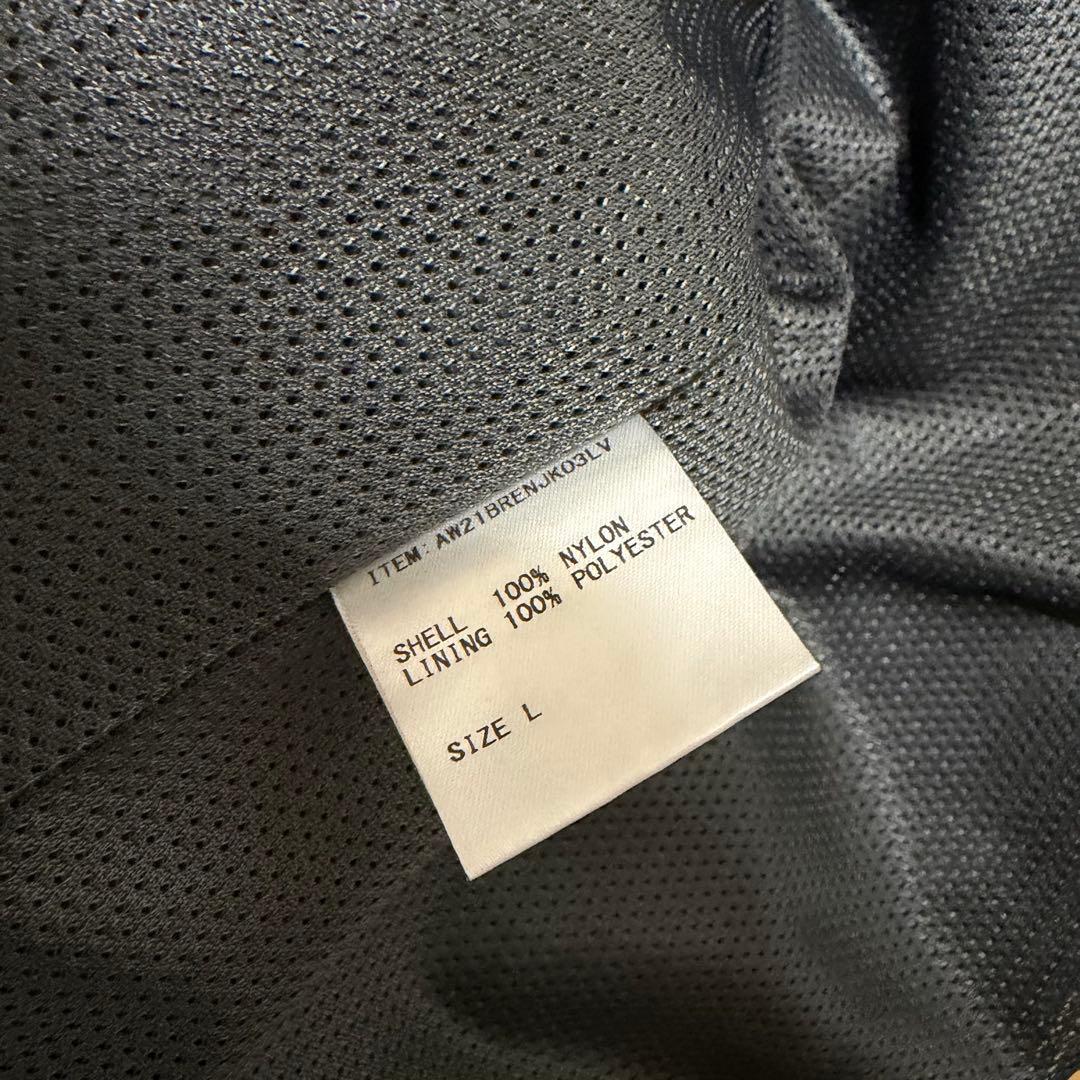 ITEM: AW21BRENJK03LV
SHELL 100% NYLON
LINING 100% POLYESTER
SIZE L